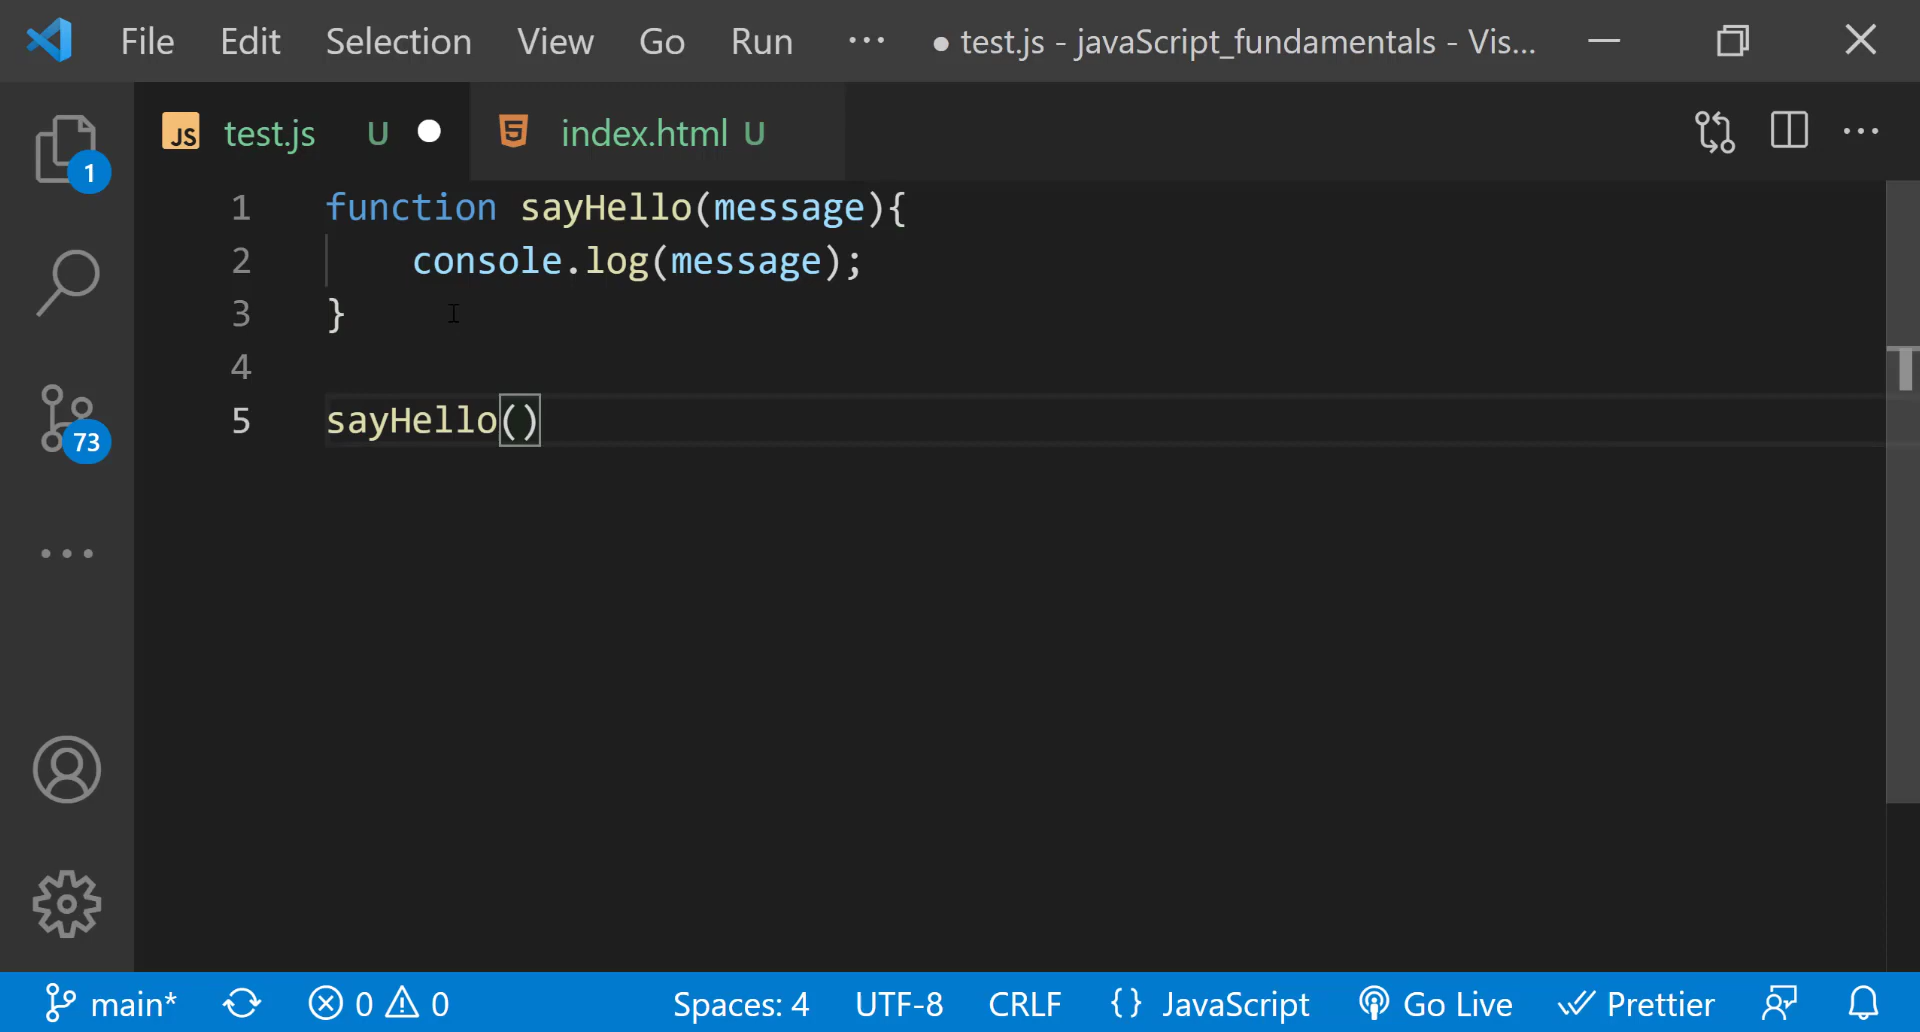 File Edit Selection View Go Run ··· ● test.js - javaScript_fundamentals - Vis...
JS test.js U ● 5 index.html U
1 function sayHello(message){
2     console.log(message);
3 }
4
5 sayHello()
1
73
main* 0 0 Spaces: 4 UTF-8 CRLF {} JavaScript Go Live Prettier